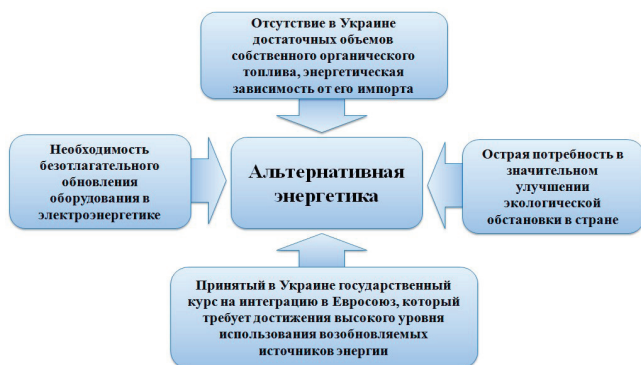 Отсутствие в Украине
достаточных объемов
собственного органического
топлива, энергетическая
зависимость от его импорта
Необходимость
безотлагательного
обновления
оборудования в
электроэнергетике
Альтернативная
энергетика
Острая потребность в
значительном
улучшении
экологической
обстановки в стране
Принятый в Украине государственный
курс на интеграцию в Евросоюз, который
требует достижения высокого уровня
использования возобновляемых
источников энергии